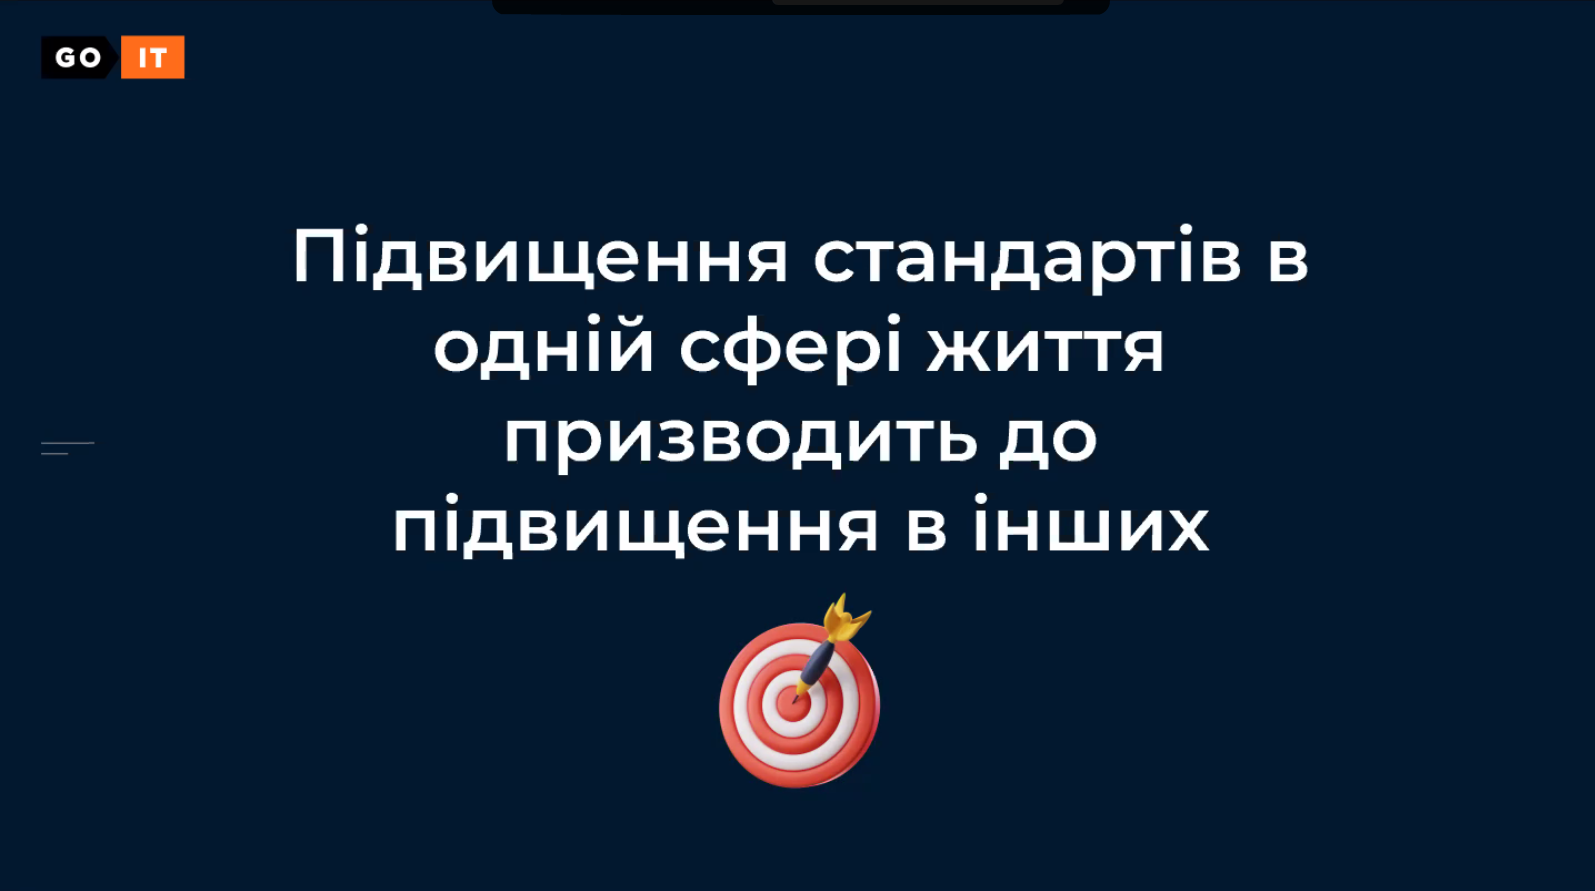 GO IT
Підвищення стандартів в
одній сфері життя
призводить до
підвищення в інших